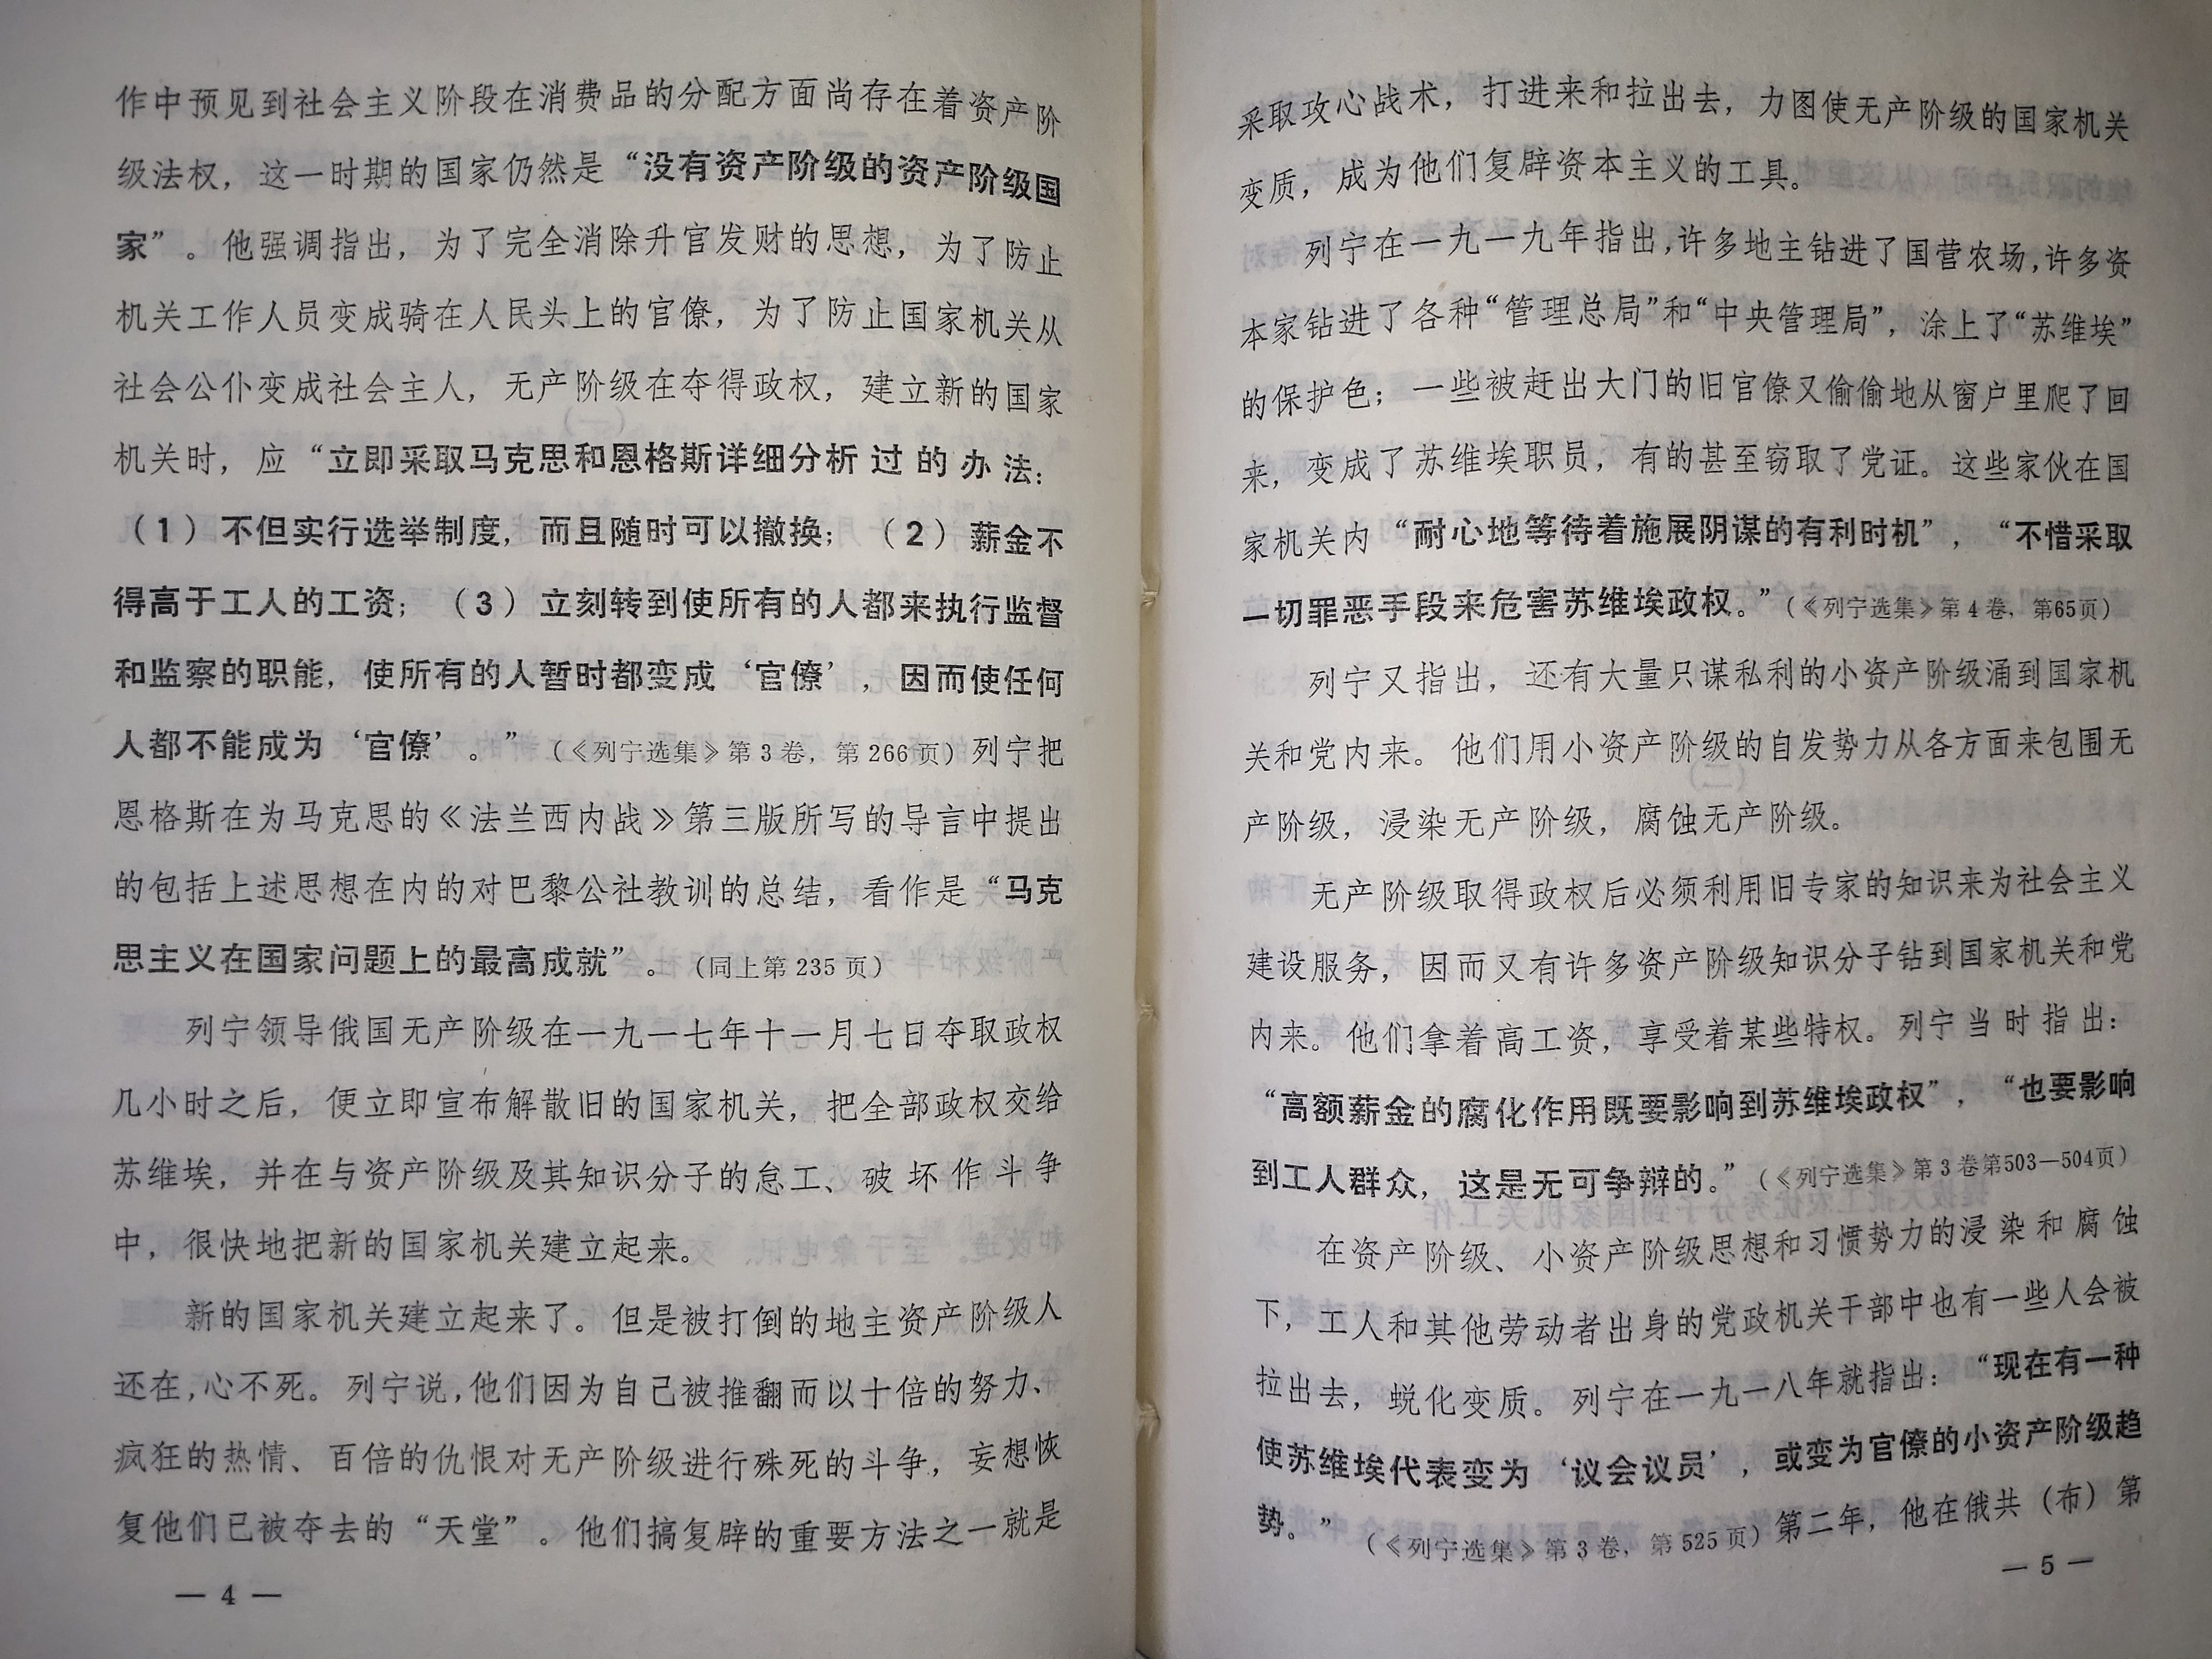 作中预见到社会主义阶段在消费品的分配方面尚存在着资产阶
级法权，这一时期的国家仍然是“没有资产阶级的资产阶级国
家”。他强调指出，为了完全消除升官发财的思想，为了防止
机关工作人员变成骑在人民头上的官僚，为了防止国家机关从
社会公仆变成社会主人，无产阶级在夺得政权，建立新的国家
机关时，应“立即采取马克思和恩格斯详细分析过的办法：
（1）不但实行选举制度，而且随时可以撤换；（2）薪金不
得高于工人的工资；（3）立刻转到使所有的人都来执行监督
和监察的职能，使所有的人暂时都变成‘官僚’，因而使任何
人都不能成为‘官僚’。”（《列宁选集》第3卷，第266页）列宁把
恩格斯在为马克思的《法兰西内战》第三版所写的导言中提出
的包括上述思想在内的对巴黎公社教训的总结，看作是“马克
思主义在国家问题上的最高成就”。（同上第235页）
列宁领导俄国无产阶级在一九一七年十一月七日夺取政权
几小时之后，便立即宣布解散旧的国家机关，把全部政权交给
苏维埃，并在与资产阶级及其知识分子的怠工、破坏作斗争
中，很快地把新的国家机关建立起来。
新的国家机关建立起来了。但是被打倒的地主资产阶级人
还在，心不死。列宁说，他们因为自己被推翻而以十倍的努力、
疯狂的热情、百倍的仇恨对无产阶级进行殊死的斗争，妄想恢
复他们已被夺去的“天堂”。他们搞复辟的重要方法之一就是
— 4 —
采取攻心战术，打进来和拉出去，力图使无产阶级的国家机关
变质，成为他们复辟资本主义的工具。
列宁在一九一九年指出，许多地主钻进了国营农场，许多资
本家钻进了各种“管理总局”和“中央管理局”，涂上了“苏维埃”
的保护色；一些被赶出大门的旧官僚又偷偷地从窗户里爬了回
来，变成了苏维埃职员，有的甚至窃取了党证。这些家伙在国
家机关内“耐心地等待着施展阴谋的有利时机”，“不惜采取
一切罪恶手段来危害苏维埃政权。”（《列宁选集》第4卷，第65页）
列宁又指出，还有大量只谋私利的小资产阶级涌到国家机
关和党内来。他们用小资产阶级的自发势力从各方面来包围无
产阶级，浸染无产阶级，腐蚀无产阶级。
无产阶级取得政权后必须利用旧专家的知识来为社会主义
建设服务，因而又有许多资产阶级知识分子钻到国家机关和党
内来。他们拿着高工资，享受着某些特权。列宁当时指出：
“高额薪金的腐化作用既要影响到苏维埃政权”，“也要影响
到工人群众，这是无可争辩的。”（《列宁选集》第3卷第503—504页）
在资产阶级、小资产阶级思想和习惯势力的浸染和腐蚀
下，工人和其他劳动者出身的党政机关干部中也有一些人会被
拉出去，蜕化变质。列宁在一九一八年就指出：“现在有一种
使苏维埃代表变为‘议会议员’，或变为官僚的小资产阶级趋
势。”（《列宁选集》第3卷，第525页）第二年，他在俄共（布）第
— 5 —